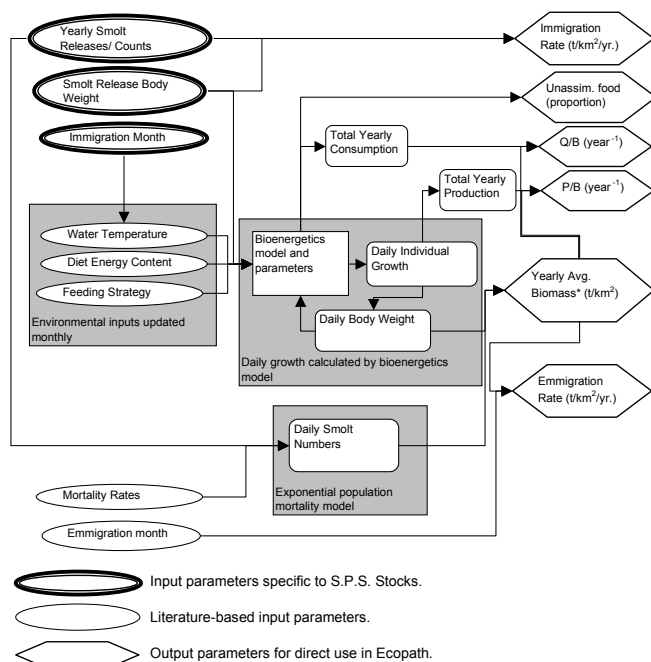 Yearly Smolt
Releases/ Counts
Immigration
Rate (t/km²/yr.)
Smolt Release Body
Weight
Unassim. food
(proportion)
Immigration Month
Total Yearly
Consumption
Q/B (year⁻¹)
Total Yearly
Production
P/B (year⁻¹)
Water Temperature
Diet Energy Content
Feeding Strategy
Environmental inputs updated
monthly
Bioenergetics
model and
parameters
Daily Individual
Growth
Daily Body Weight
Daily growth calculated by bioenergetics
model
Yearly Avg.
Biomass* (t/km²)
Emmigration
Rate (t/km²/yr.)
Daily Smolt
Numbers
Exponential population
mortality model
Mortality Rates
Emmigration month
Input parameters specific to S.P.S. Stocks.
Literature-based input parameters.
Output parameters for direct use in Ecopath.